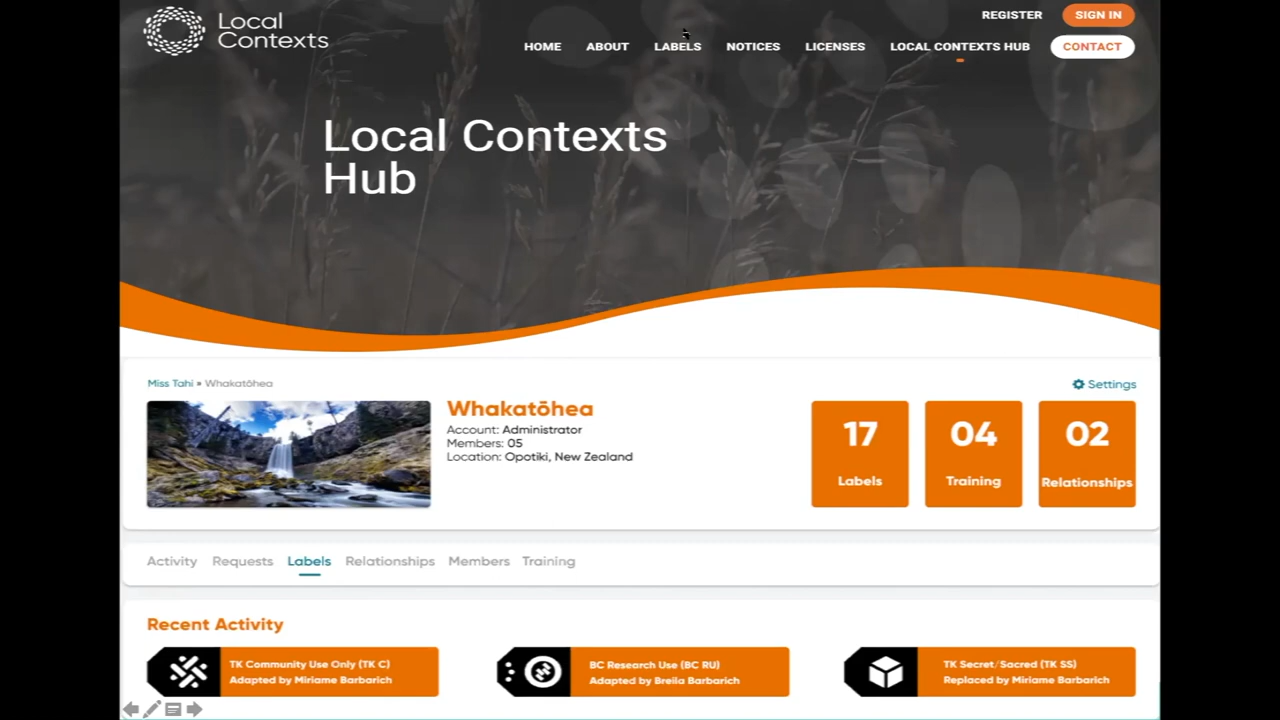 Local
Contexts
REGISTER
SIGN IN
HOME
ABOUT
LABELS
NOTICES
LICENSES
LOCAL CONTEXTS HUB
CONTACT
Local Contexts
Hub
Miss Tahi » Whakatōhea
Settings
Whakatōhea
Account: Administrator
Members: 05
Location: Opotiki, New Zealand
17
Labels
04
Training
02
Relationships
Activity
Requests
Labels
Relationships
Members
Training
Recent Activity
TK Community Use Only (TK C)
Adapted by Miriame Barbarich
BC Research Use (BC RU)
Adapted by Breila Barbarich
TK Secret/Sacred (TK SS)
Replaced by Miriame Barbarich